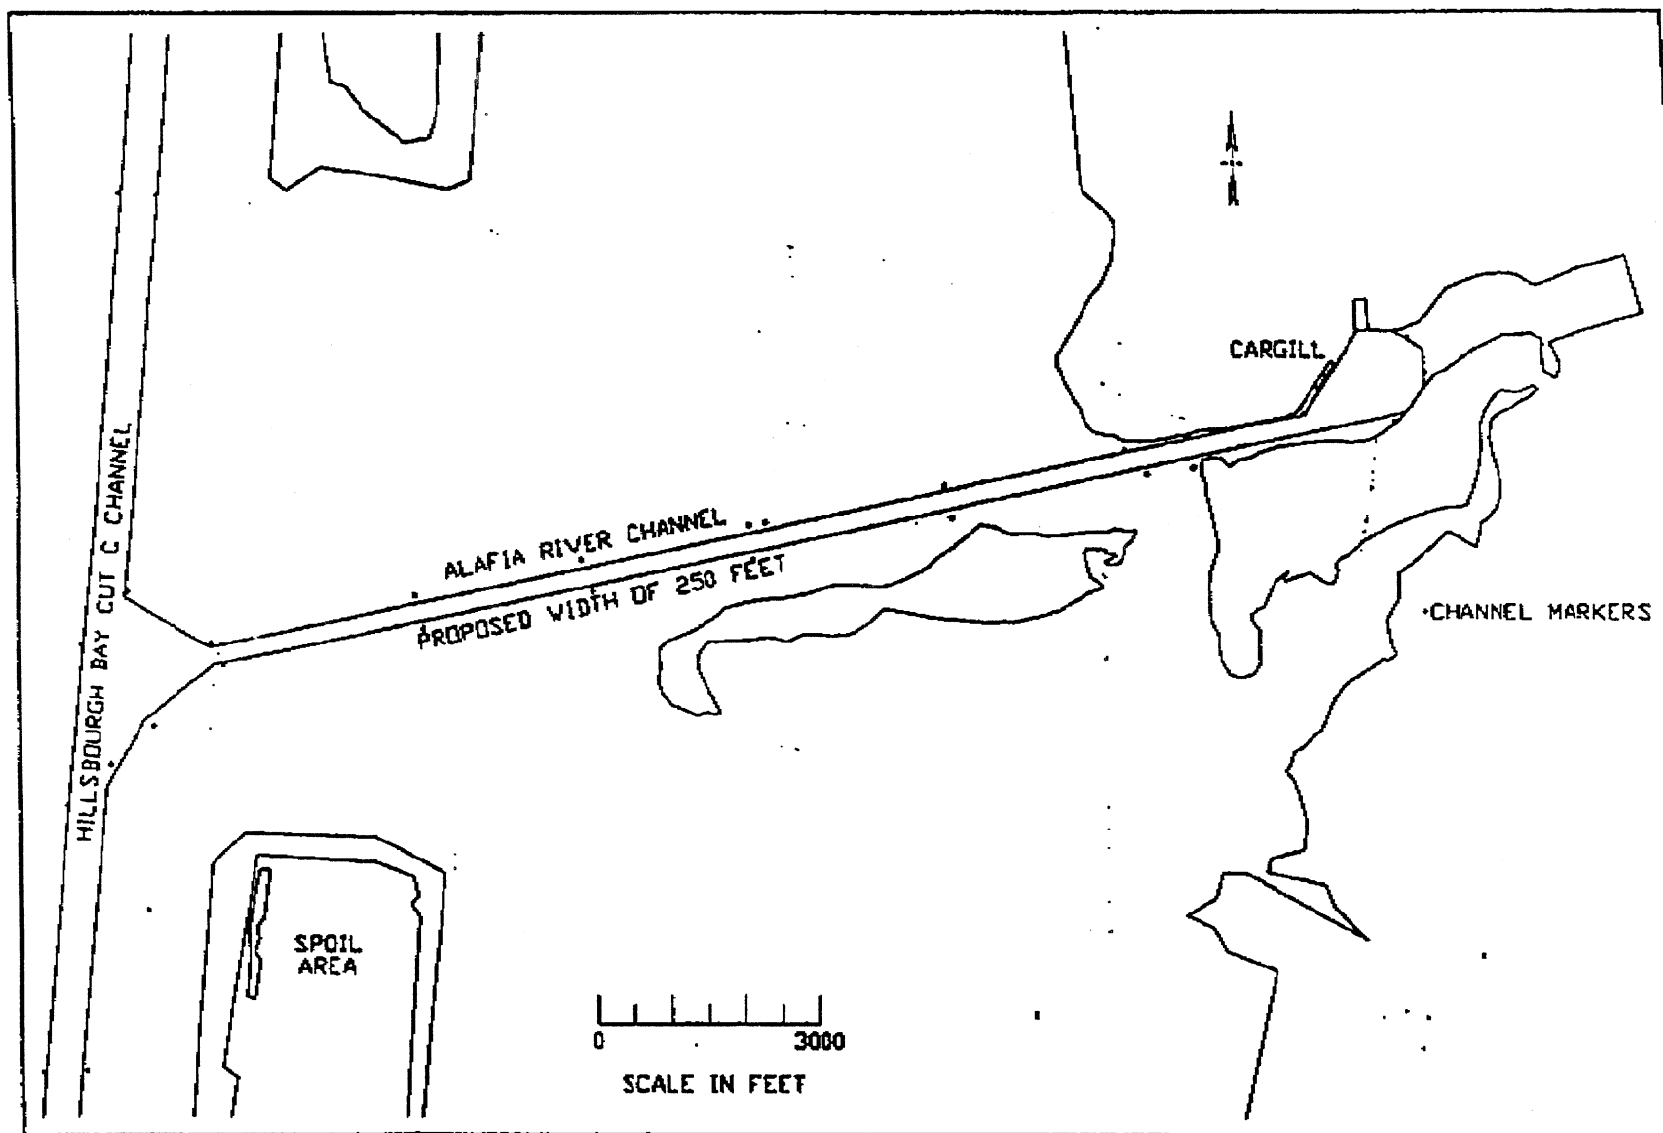 CARGILL
HILLSBOURGH BAY CUT C CHANNEL
ALAFIA RIVER CHANNEL
PROPOSED WIDTH OF 250 FEET
CHANNEL MARKERS
SPOIL
AREA
0 3000
SCALE IN FEET